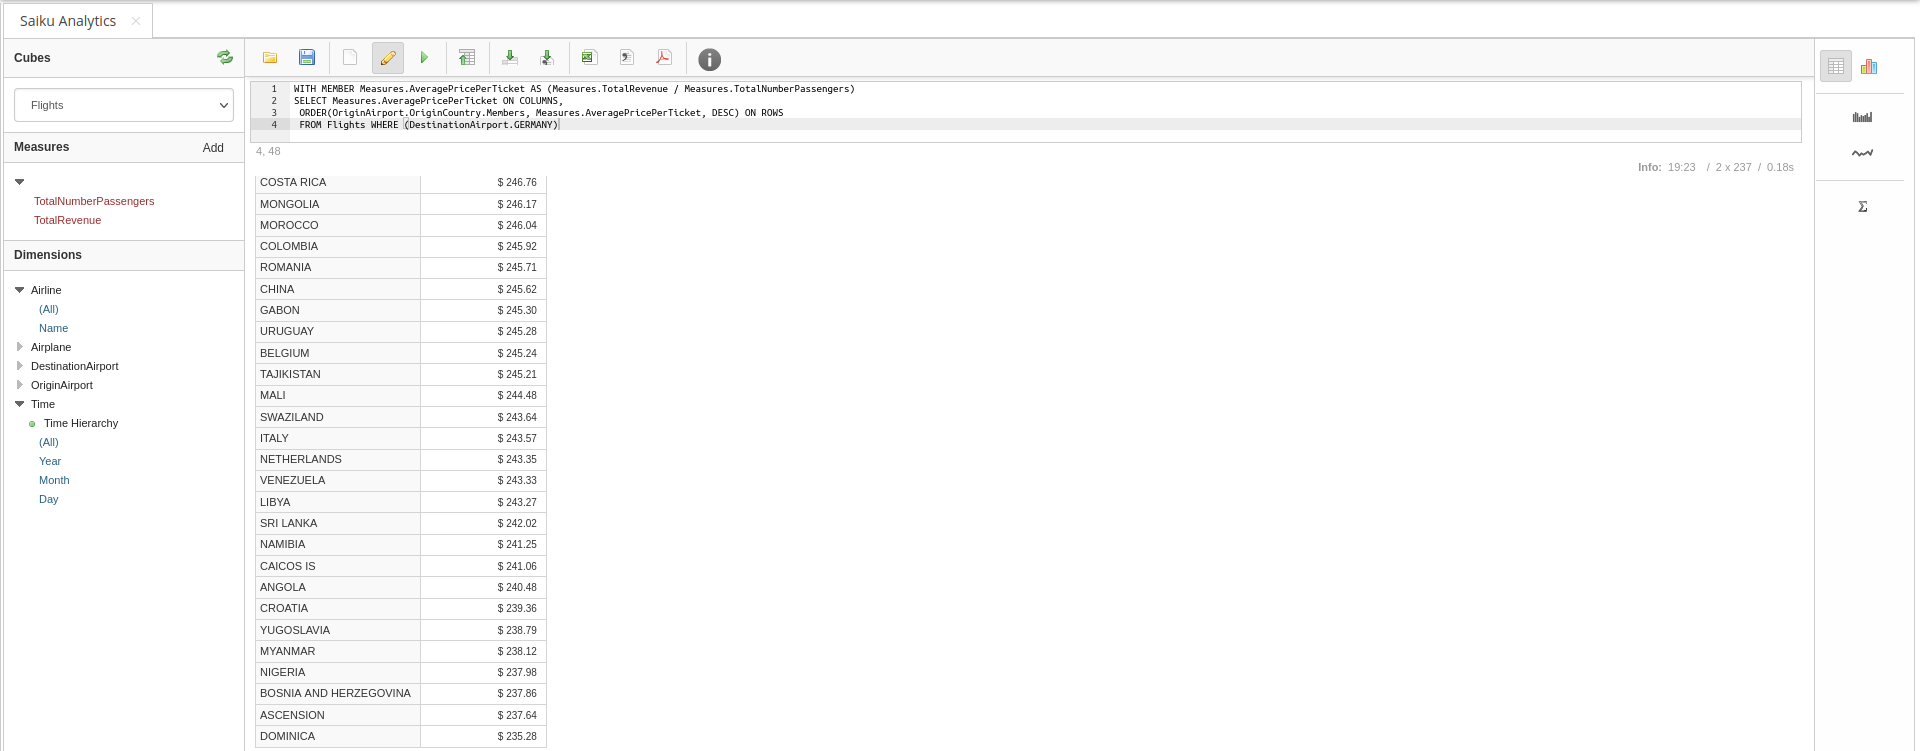 Saiku Analytics ×
Cubes
Flights
Measures Add
TotalNumberPassengers
TotalRevenue
Dimensions
Airline
(All)
Name
Airplane
DestinationAirport
OriginAirport
Time
Time Hierarchy
(All)
Year
Month
Day
1 WITH MEMBER Measures.AveragePricePerTicket AS (Measures.TotalRevenue / Measures.TotalNumberPassengers)
2 SELECT Measures.AveragePricePerTicket ON COLUMNS,
3 ORDER(OriginAirport.OriginCountry.Members, Measures.AveragePricePerTicket, DESC) ON ROWS
4 FROM Flights WHERE (DestinationAirport.GERMANY)
4, 48
Info: 19:23 / 2 x 237 / 0.18s
COSTA RICA $ 246.76
MONGOLIA $ 246.17
MOROCCO $ 246.04
COLOMBIA $ 245.92
ROMANIA $ 245.71
CHINA $ 245.62
GABON $ 245.30
URUGUAY $ 245.28
BELGIUM $ 245.24
TAJIKISTAN $ 245.21
MALI $ 244.48
SWAZILAND $ 243.64
ITALY $ 243.57
NETHERLANDS $ 243.35
VENEZUELA $ 243.33
LIBYA $ 243.27
SRI LANKA $ 242.02
NAMIBIA $ 241.25
CAICOS IS $ 241.06
ANGOLA $ 240.48
CROATIA $ 239.36
YUGOSLAVIA $ 238.79
MYANMAR $ 238.12
NIGERIA $ 237.98
BOSNIA AND HERZEGOVINA $ 237.86
ASCENSION $ 237.64
DOMINICA $ 235.28
Σ